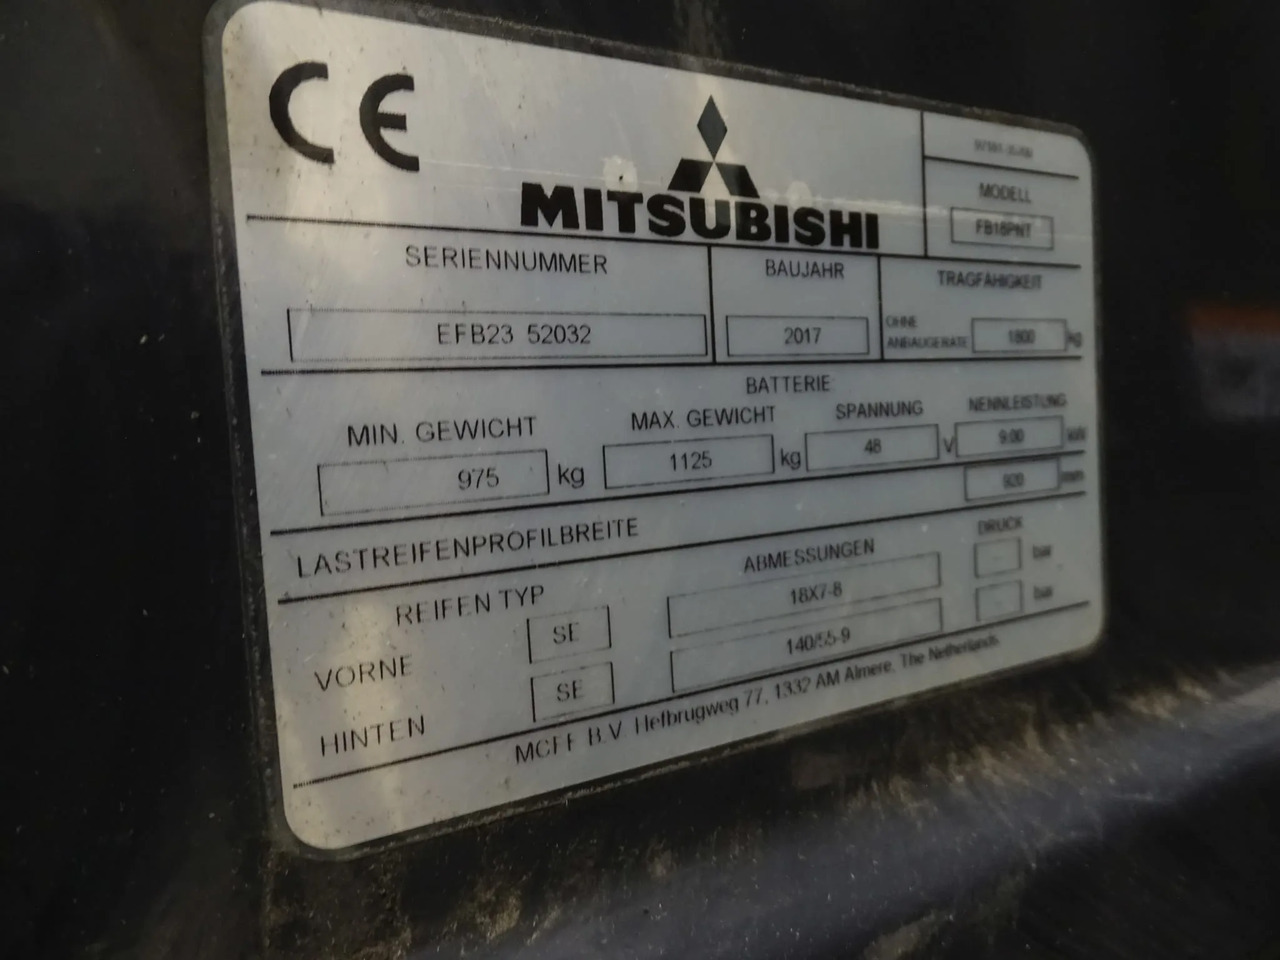 CE
MITSUBISHI
MODELL
FB18PNT
SERIENNUMMER
EFB23 52032
BAUJAHR
2017
TRAGFÄHIGKEIT
OHNE
ANBAUGERÄTE
1800 kg
BATTERIE
MIN. GEWICHT
975 kg
MAX. GEWICHT
1125 kg
SPANNUNG
48 V
NENNLEISTUNG
9.00 kW
LASTREIFENPROFILBREITE
920 mm
REIFEN TYP
ABMESSUNGEN
DRUCK
VORNE SE 18X7-8 bar
HINTEN SE 140/55-9 bar
MCFE B.V. Hefbrugweg 77, 1332 AM Almere, The Netherlands